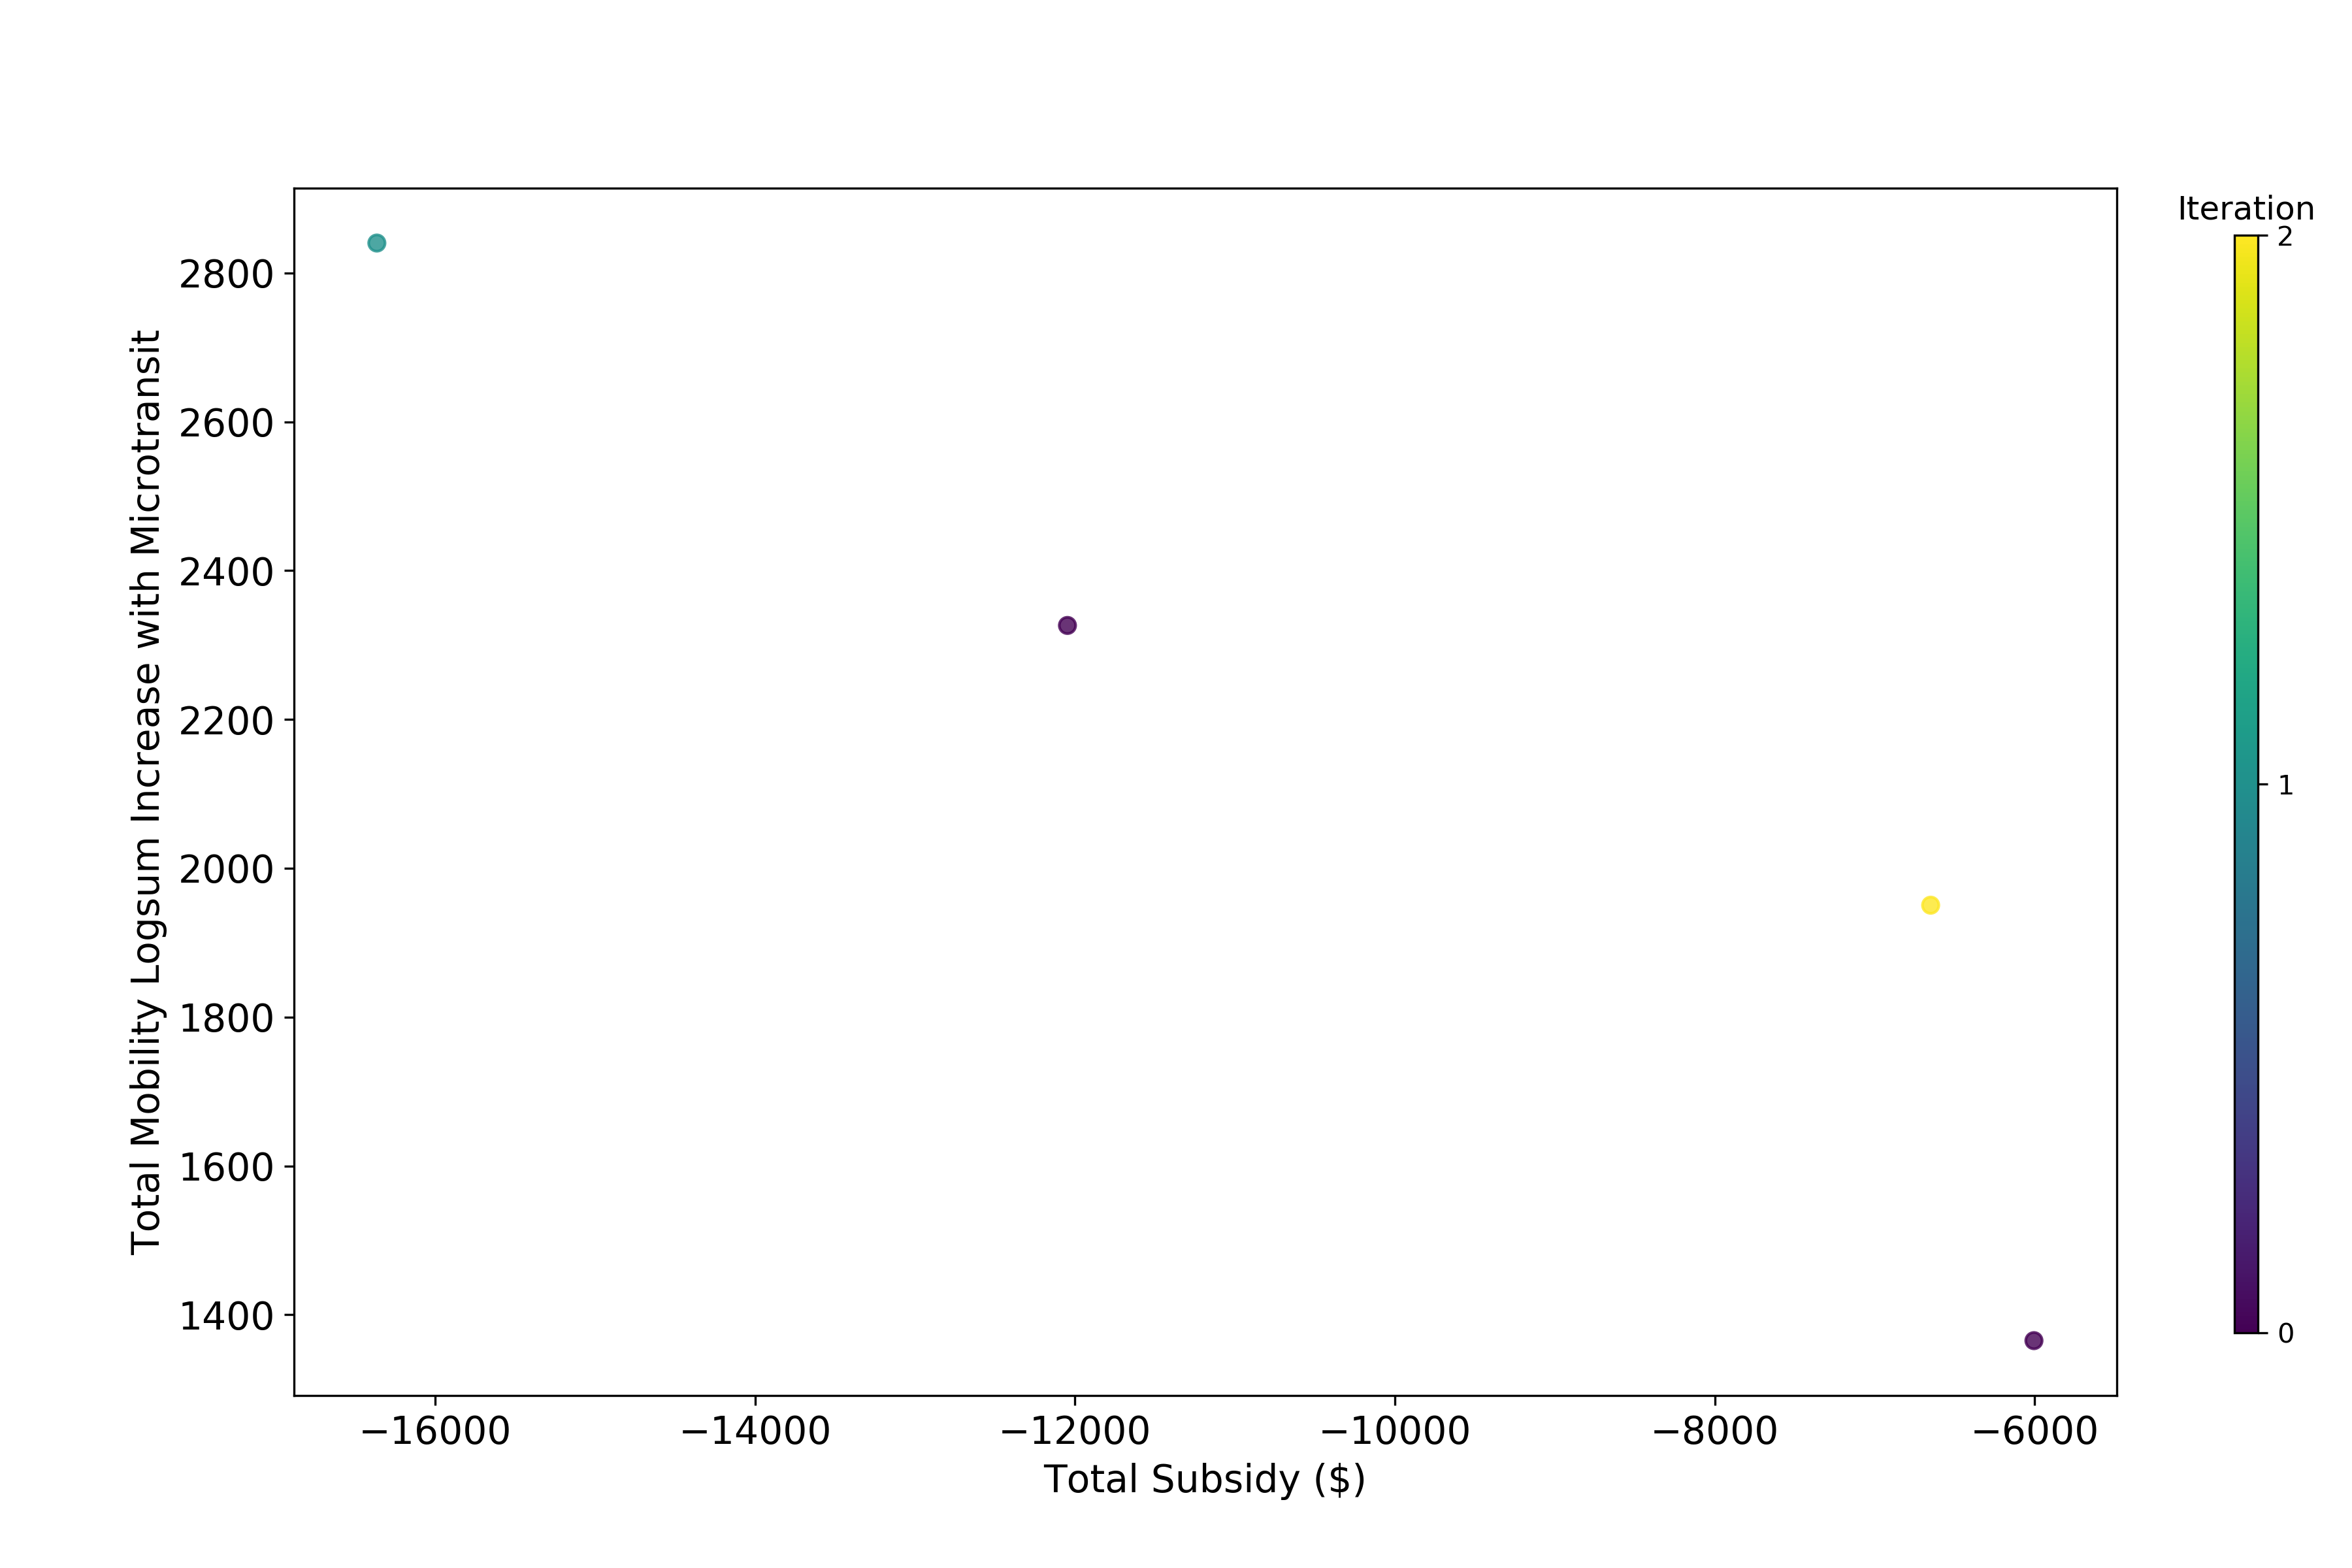 Iteration
2
1
0
2800
2600
2400
2200
2000
1800
1600
1400
Total Mobility Logsum Increase with Microtransit
−16000 −14000 −12000 −10000 −8000 −6000
Total Subsidy ($)